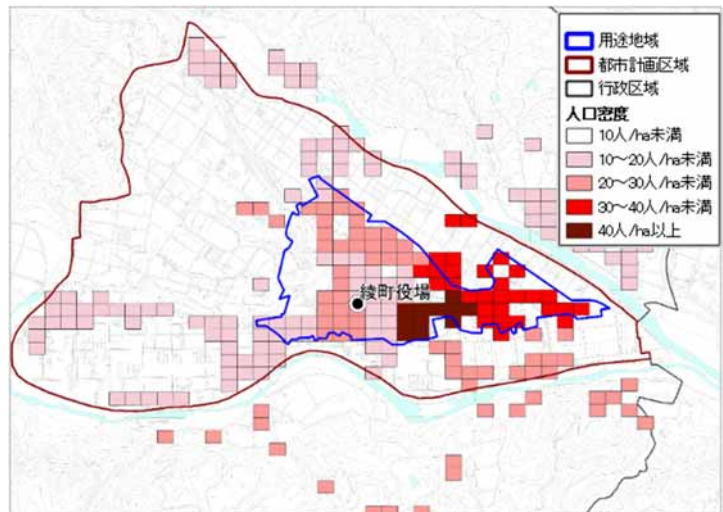 用途地域
都市計画区域
行政区域
人口密度
10人/ha未満
10～20人/ha未満
20～30人/ha未満
30～40人/ha未満
40人/ha以上
綾町役場